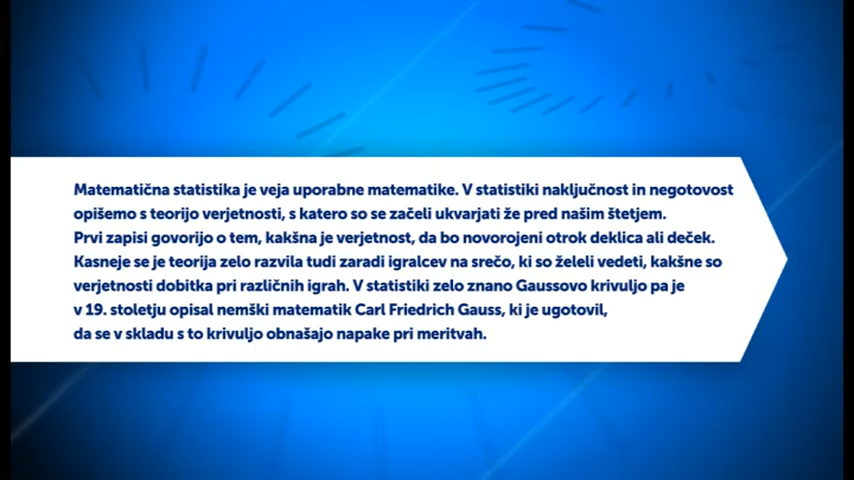 Matematična statistika je veja uporabne matematike. V statistiki naključnost in negotovost
opišemo s teorijo verjetnosti, s katero so se začeli ukvarjati že pred našim štetjem.
Prvi zapisi govorijo o tem, kakšna je verjetnost, da bo novorojeni otrok deklica ali deček.
Kasneje se je teorija zelo razvila tudi zaradi igralcev na srečo, ki so želeli vedeti, kakšne so
verjetnosti dobitka pri različnih igrah. V statistiki zelo znano Gaussovo krivuljo pa je
v 19. stoletju opisal nemški matematik Carl Friedrich Gauss, ki je ugotovil,
da se v skladu s to krivuljo obnašajo napake pri meritvah.